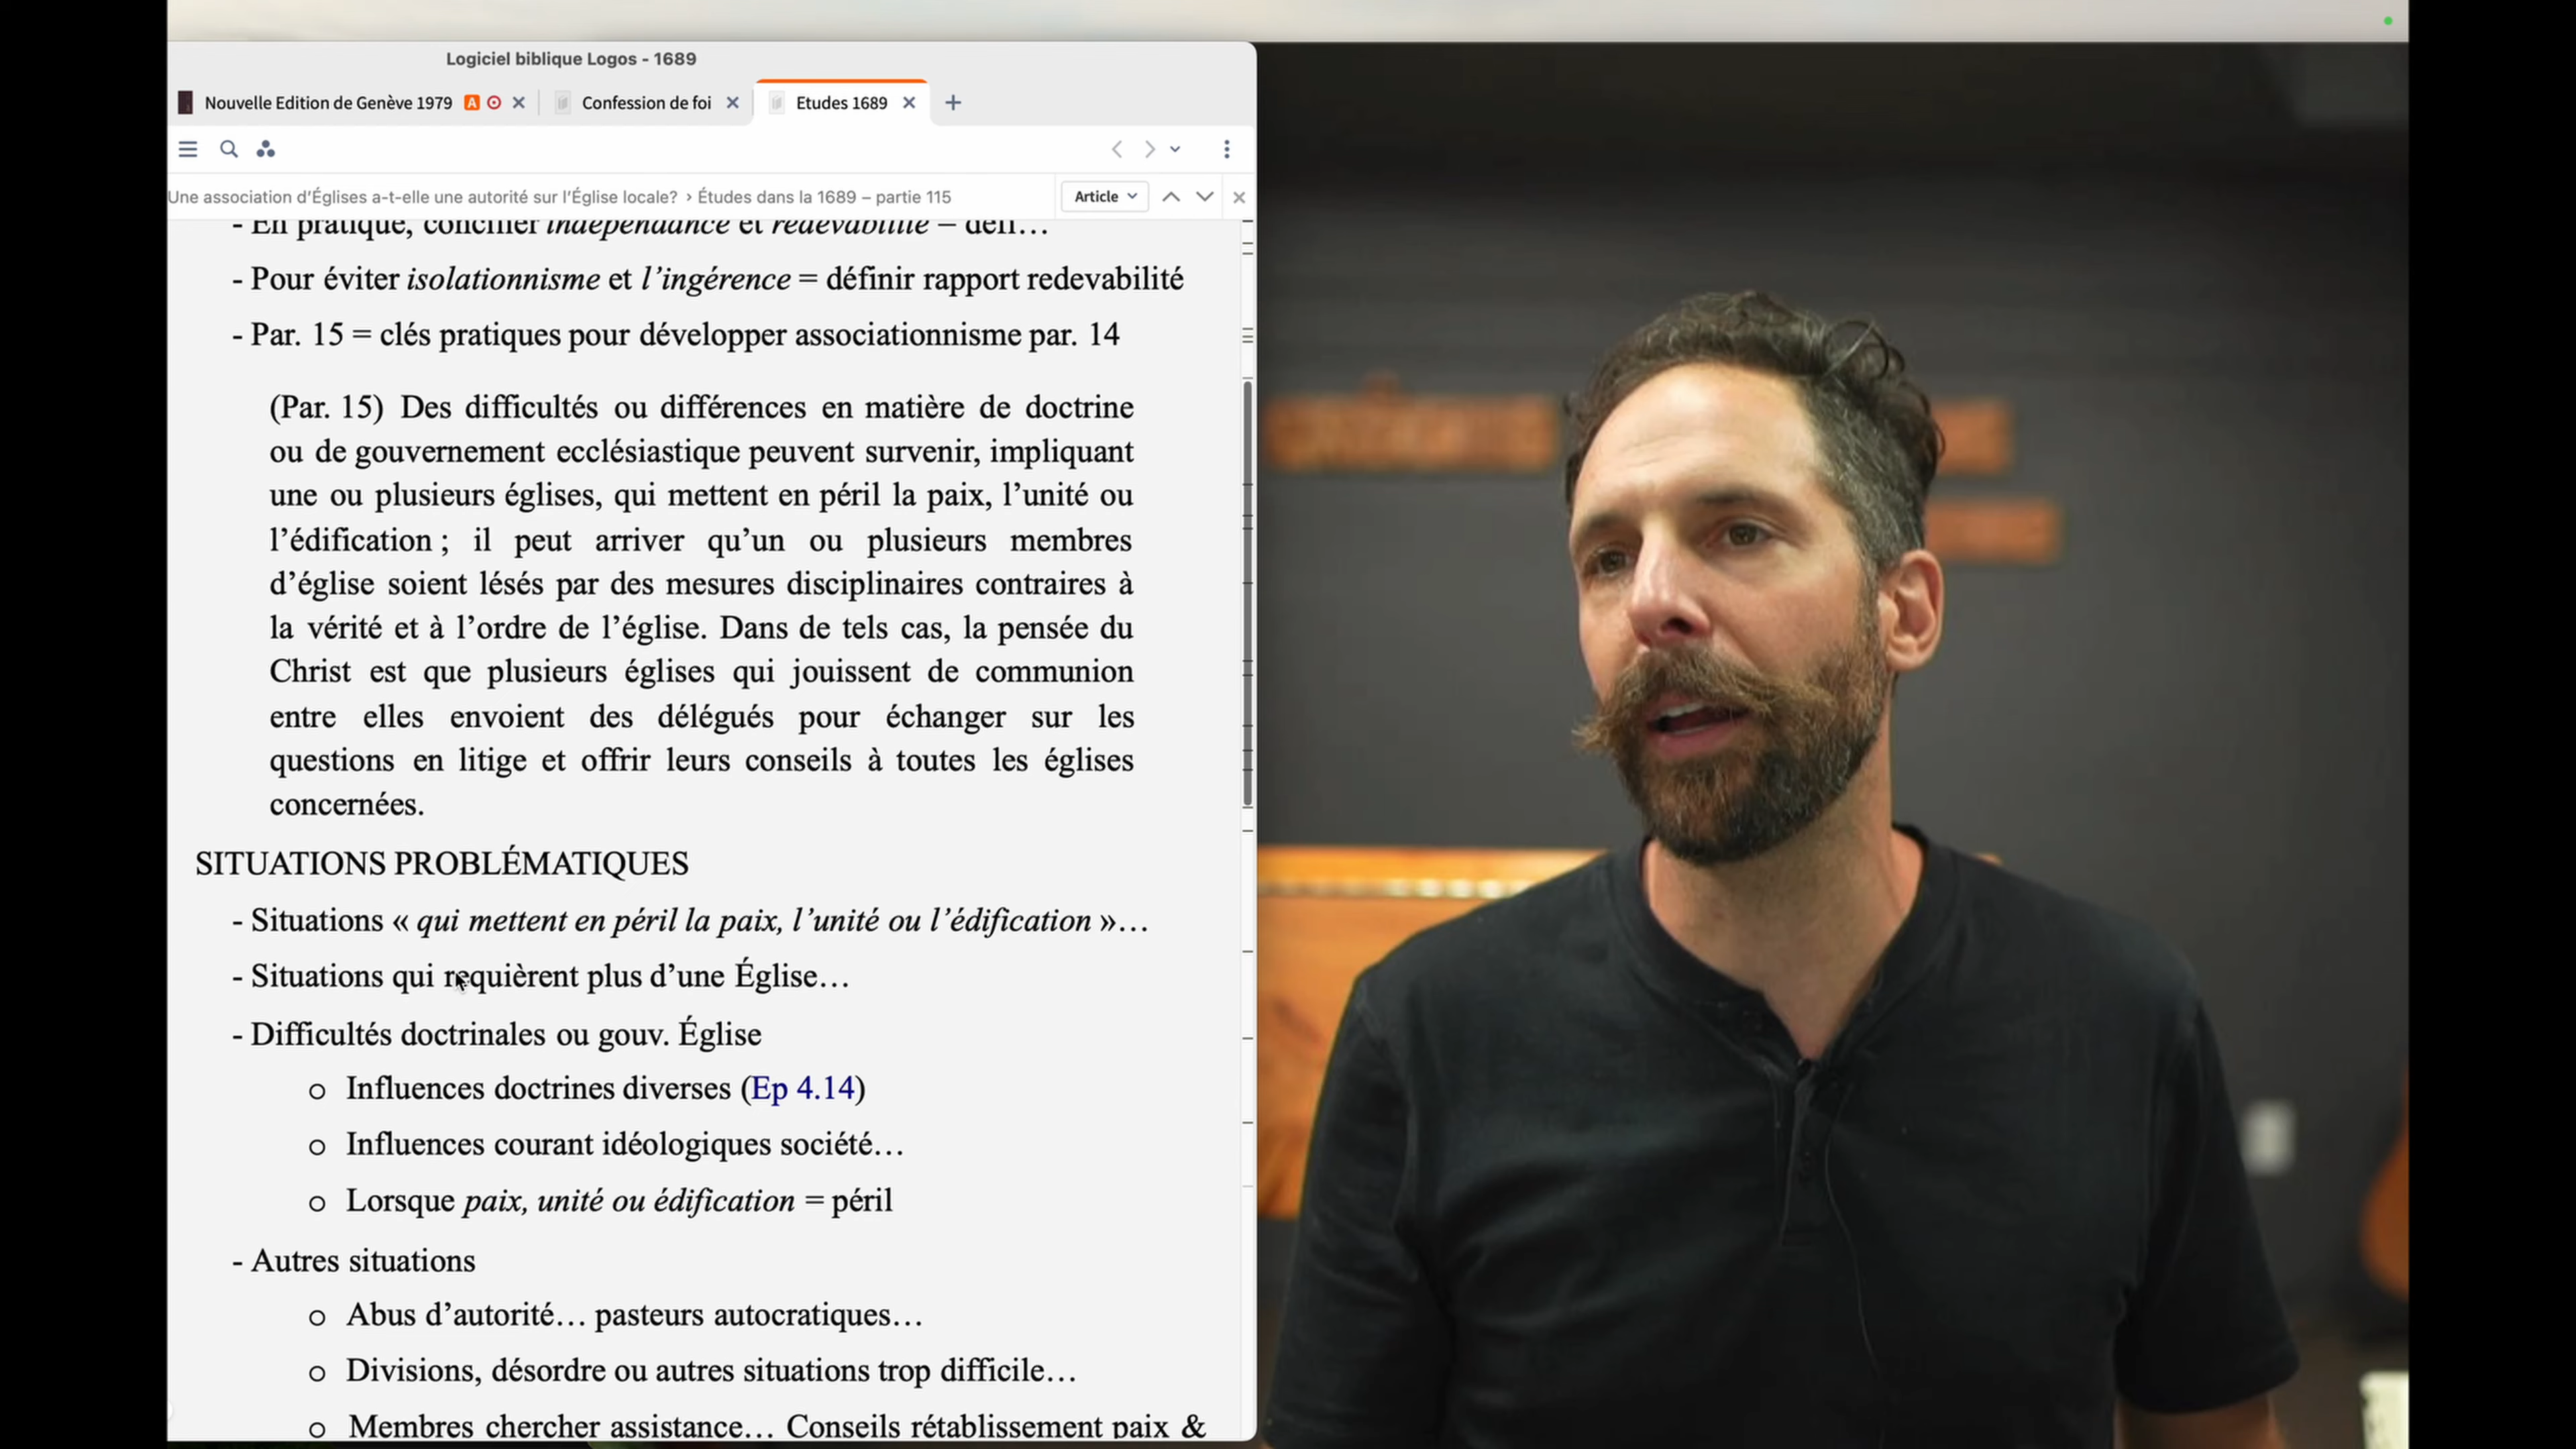 Logiciel biblique Logos - 1689
Nouvelle Edition de Genève 1979 A
Confession de foi
Etudes 1689
Une association d’Églises a-t-elle une autorité sur l’Église locale? › Études dans la 1689 – partie 115
Article
- En pratique, concilier indépendance et redevabilité – défi…
- Pour éviter isolationnisme et l’ingérence = définir rapport redevabilité
- Par. 15 = clés pratiques pour développer associationnisme par. 14
(Par. 15) Des difficultés ou différences en matière de doctrine
ou de gouvernement ecclésiastique peuvent survenir, impliquant
une ou plusieurs églises, qui mettent en péril la paix, l’unité ou
l’édification ; il peut arriver qu’un ou plusieurs membres
d’église soient lésés par des mesures disciplinaires contraires à
la vérité et à l’ordre de l’église. Dans de tels cas, la pensée du
Christ est que plusieurs églises qui jouissent de communion
entre elles envoient des délégués pour échanger sur les
questions en litige et offrir leurs conseils à toutes les églises
concernées.
SITUATIONS PROBLÉMATIQUES
- Situations « qui mettent en péril la paix, l’unité ou l’édification »…
- Situations qui requièrent plus d’une Église…
- Difficultés doctrinales ou gouv. Église
o Influences doctrines diverses (Ep 4.14)
o Influences courant idéologiques société…
o Lorsque paix, unité ou édification = péril
- Autres situations
o Abus d’autorité… pasteurs autocratiques…
o Divisions, désordre ou autres situations trop difficile…
o Membres chercher assistance… Conseils rétablissement paix &